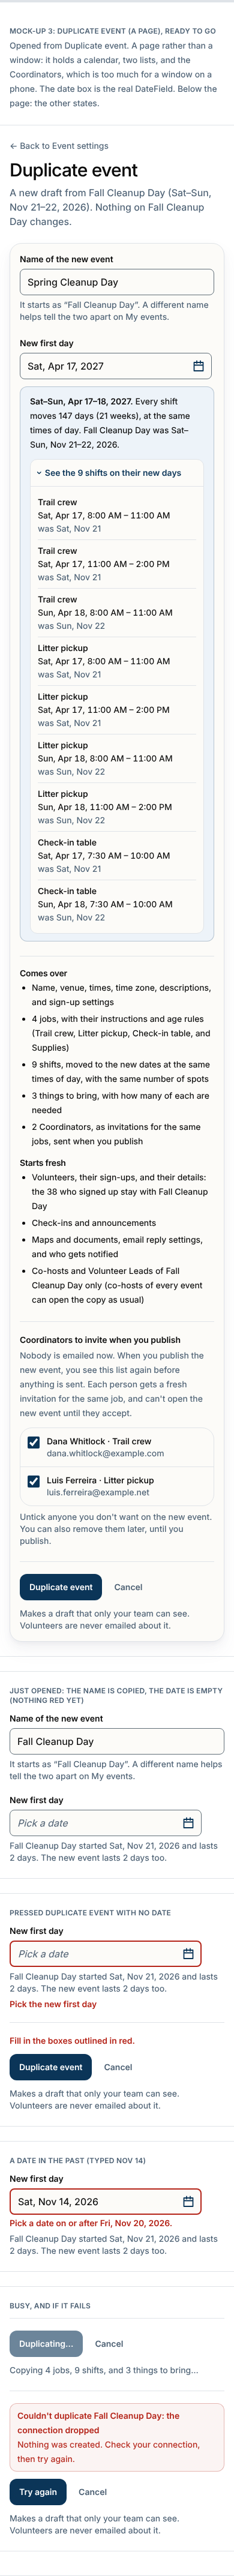 MOCK-UP 3: DUPLICATE EVENT (A PAGE), READY TO GO
Opened from Duplicate event. A page rather than a
window: it holds a calendar, two lists, and the
Coordinators, which is too much for a window on a
phone. The date box is the real DateField. Below the
page: the other states.
← Back to Event settings
Duplicate event
A new draft from Fall Cleanup Day (Sat–Sun,
Nov 21–22, 2026). Nothing on Fall Cleanup
Day changes.
Name of the new event
Spring Cleanup Day
It starts as “Fall Cleanup Day”. A different name
helps tell the two apart on My events.
New first day
Sat, Apr 17, 2027
Sat–Sun, Apr 17–18, 2027. Every shift
moves 147 days (21 weeks), at the same
times of day. Fall Cleanup Day was Sat–
Sun, Nov 21–22, 2026.
See the 9 shifts on their new days
Trail crew
Sat, Apr 17, 8:00 AM – 11:00 AM
was Sat, Nov 21
Trail crew
Sat, Apr 17, 11:00 AM – 2:00 PM
was Sat, Nov 21
Trail crew
Sun, Apr 18, 8:00 AM – 11:00 AM
was Sun, Nov 22
Litter pickup
Sat, Apr 17, 8:00 AM – 11:00 AM
was Sat, Nov 21
Litter pickup
Sat, Apr 17, 11:00 AM – 2:00 PM
was Sat, Nov 21
Litter pickup
Sun, Apr 18, 8:00 AM – 11:00 AM
was Sun, Nov 22
Litter pickup
Sun, Apr 18, 11:00 AM – 2:00 PM
was Sun, Nov 22
Check-in table
Sat, Apr 17, 7:30 AM – 10:00 AM
was Sat, Nov 21
Check-in table
Sun, Apr 18, 7:30 AM – 10:00 AM
was Sun, Nov 22
Comes over
• Name, venue, times, time zone, descriptions,
and sign-up settings
• 4 jobs, with their instructions and age rules
(Trail crew, Litter pickup, Check-in table, and
Supplies)
• 9 shifts, moved to the new dates at the same
times of day, with the same number of spots
• 3 things to bring, with how many of each are
needed
• 2 Coordinators, as invitations for the same
jobs, sent when you publish
Starts fresh
• Volunteers, their sign-ups, and their details:
the 38 who signed up stay with Fall Cleanup
Day
• Check-ins and announcements
• Maps and documents, email reply settings,
and who gets notified
• Co-hosts and Volunteer Leads of Fall
Cleanup Day only (co-hosts of every event
can open the copy as usual)
Coordinators to invite when you publish
Nobody is emailed now. When you publish the
new event, you see this list again before
anything is sent. Each person gets a fresh
invitation for the same job, and can't open the
new event until they accept.
Dana Whitlock · Trail crew
dana.whitlock@example.com
Luis Ferreira · Litter pickup
luis.ferreira@example.net
Untick anyone you don't want on the new event.
You can also remove them later, until you
publish.
Duplicate event
Cancel
Makes a draft that only your team can see.
Volunteers are never emailed about it.
JUST OPENED: THE NAME IS COPIED, THE DATE IS EMPTY
(NOTHING RED YET)
Name of the new event
Fall Cleanup Day
It starts as “Fall Cleanup Day”. A different name helps
tell the two apart on My events.
New first day
Pick a date
Fall Cleanup Day started Sat, Nov 21, 2026 and lasts
2 days. The new event lasts 2 days too.
PRESSED DUPLICATE EVENT WITH NO DATE
New first day
Pick a date
Fall Cleanup Day started Sat, Nov 21, 2026 and lasts
2 days. The new event lasts 2 days too.
Pick the new first day
Fill in the boxes outlined in red.
Duplicate event
Cancel
Makes a draft that only your team can see.
Volunteers are never emailed about it.
A DATE IN THE PAST (TYPED NOV 14)
New first day
Sat, Nov 14, 2026
Pick a date on or after Fri, Nov 20, 2026.
Fall Cleanup Day started Sat, Nov 21, 2026 and lasts
2 days. The new event lasts 2 days too.
BUSY, AND IF IT FAILS
Duplicating…
Cancel
Copying 4 jobs, 9 shifts, and 3 things to bring…
Couldn't duplicate Fall Cleanup Day: the
connection dropped
Nothing was created. Check your connection,
then try again.
Try again
Cancel
Makes a draft that only your team can see.
Volunteers are never emailed about it.